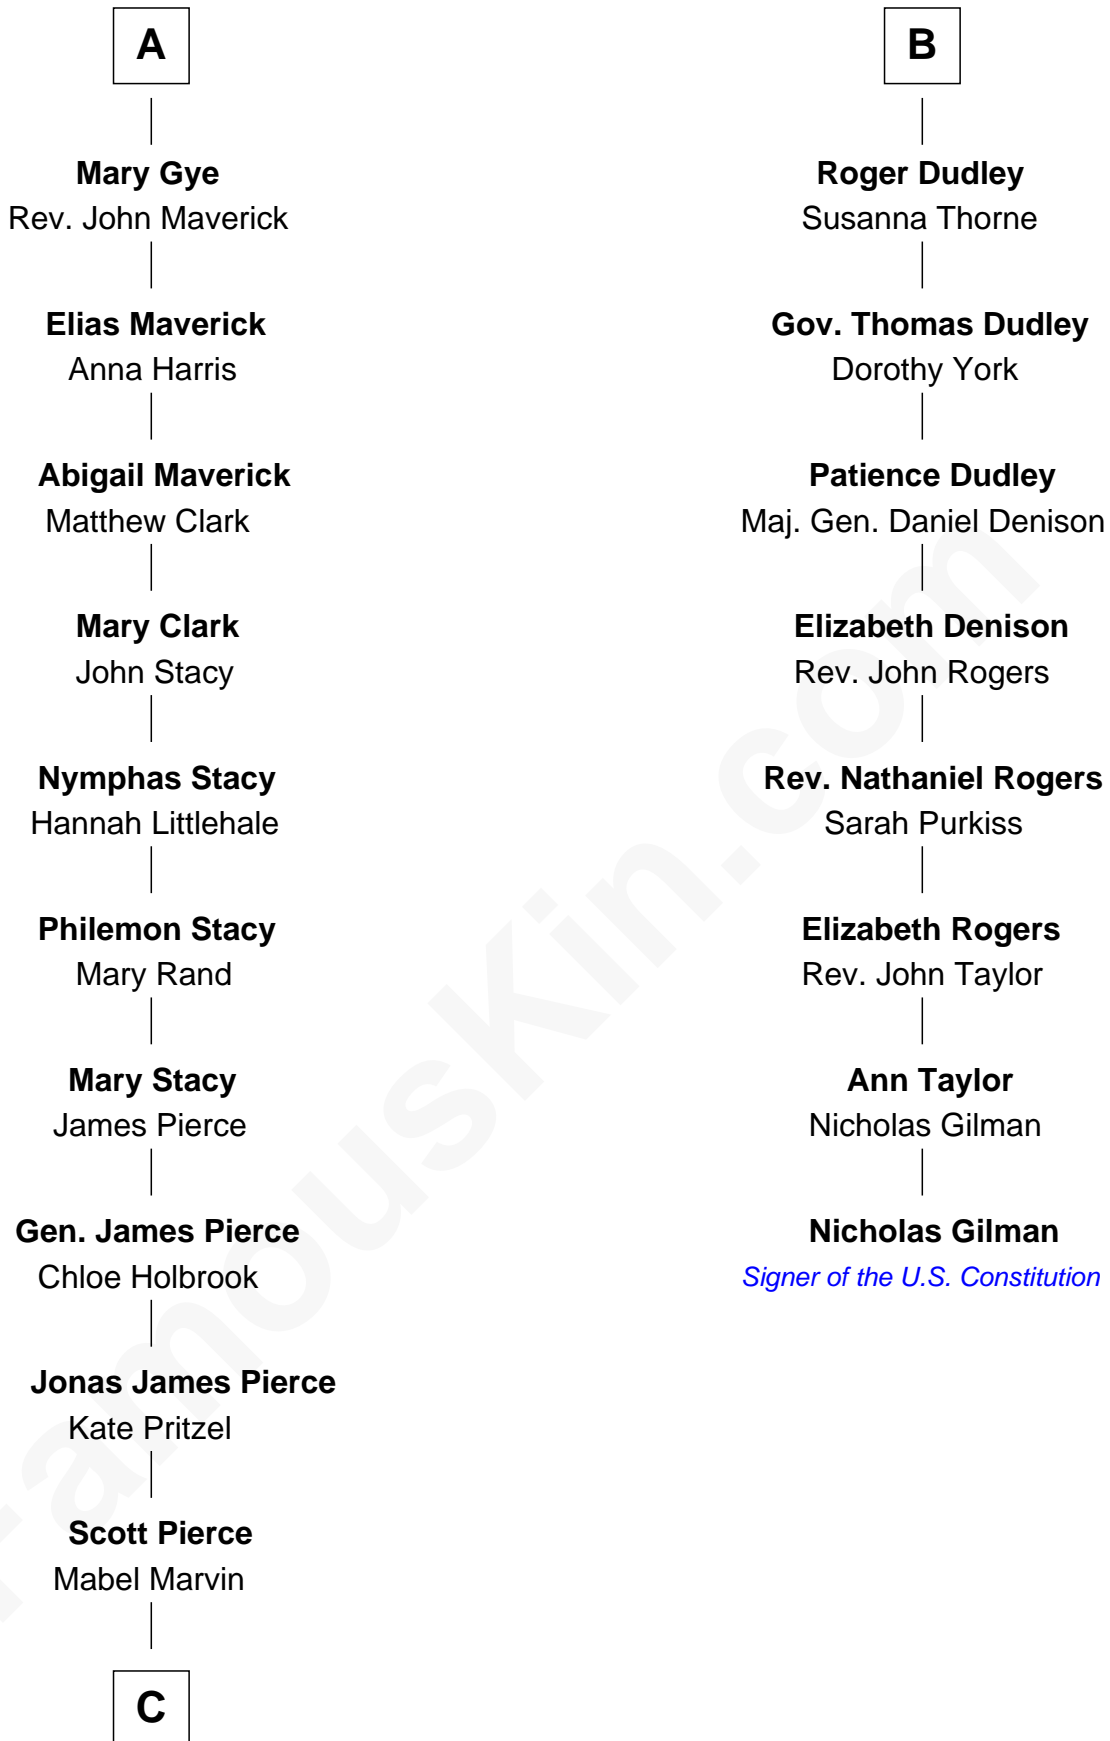 A
Mary Gye
Rev. John Maverick
Elias Maverick
Anna Harris
Abigail Maverick
Matthew Clark
Mary Clark
John Stacy
Nymphas Stacy
Hannah Littlehale
Philemon Stacy
Mary Rand
Mary Stacy
James Pierce
Gen. James Pierce
Chloe Holbrook
Jonas James Pierce
Kate Pritzel
Scott Pierce
Mabel Marvin
C
B
Roger Dudley
Susanna Thorne
Gov. Thomas Dudley
Dorothy York
Patience Dudley
Maj. Gen. Daniel Denison
Elizabeth Denison
Rev. John Rogers
Rev. Nathaniel Rogers
Sarah Purkiss
Elizabeth Rogers
Rev. John Taylor
Ann Taylor
Nicholas Gilman
Nicholas Gilman
Signer of the U.S. Constitution
FamousKin.com